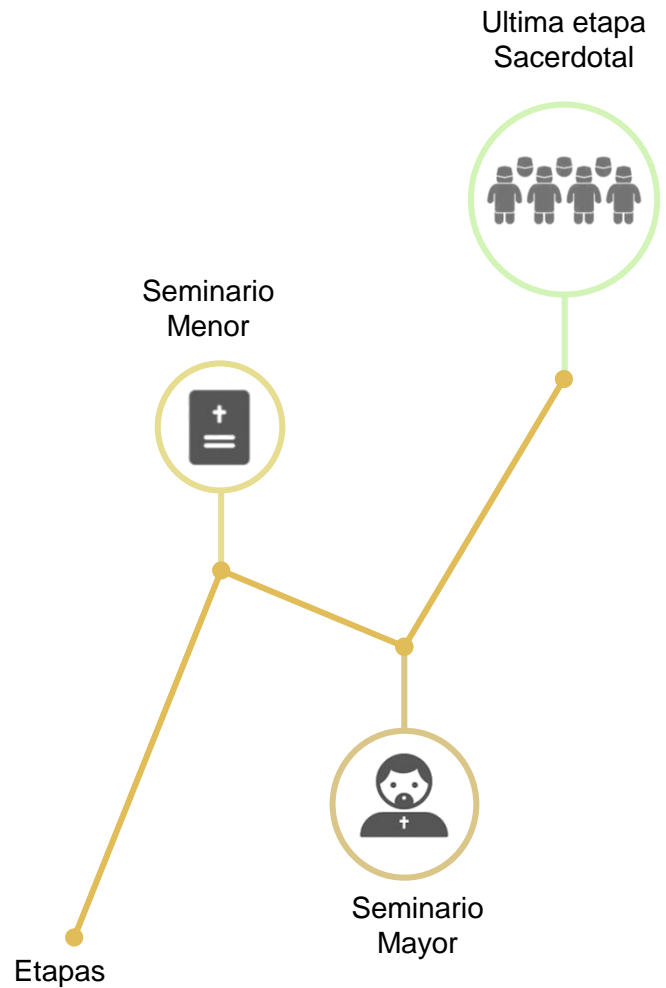 Ultima etapa
Sacerdotal
Seminario
Menor
Seminario
Mayor
Etapas